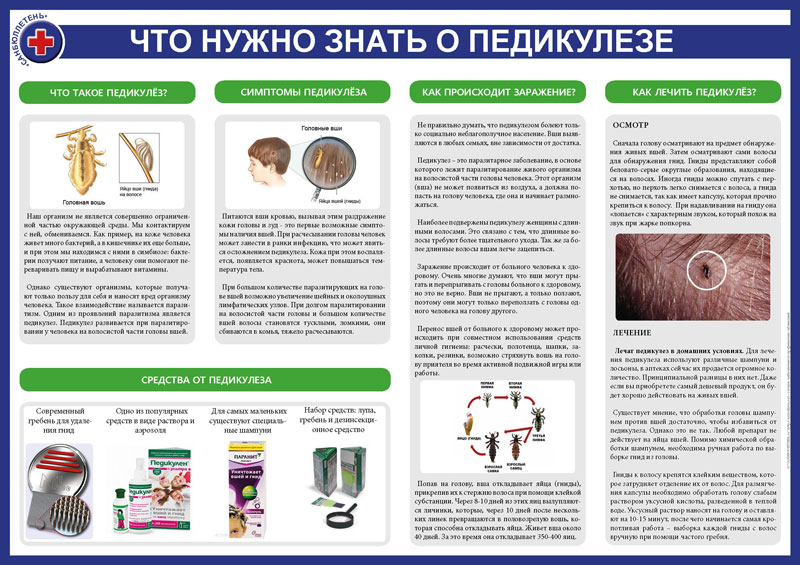 •САНБЮЛЛЕТЕНЬ•
ЧТО НУЖНО ЗНАТЬ О ПЕДИКУЛЕЗЕ
ЧТО ТАКОЕ ПЕДИКУЛЁЗ?
Головная вошь
Яйцо вши (гнида)
на волосе
Наш организм не является совершенно ограничен-
ной частью окружающей среды. Мы контактируем
с ней, обмениваемся. Как пример, на коже человека
живет много бактерий, а в кишечнике их еще больше,
и при этом мы находимся с ними в симбиозе: бакте-
рии получают питание, а человеку они помогают пе-
реваривать пищу и вырабатывают витамины.
Однако существуют организмы, которые получа-
ют только пользу для себя и наносят вред организму
человека. Такое взаимодействие называется парази-
тизм. Одним из проявлений паразитизма является
педикулез. Педикулез развивается при паразитиро-
вании у человека на волосистой части головы вшей.
СИМПТОМЫ ПЕДИКУЛЁЗА
Головные вши
Яйца вшей (гниды)
Питаются вши кровью, вызывая этим раздражение
кожи головы и зуд - это первые возможные симпто-
мы наличия вшей. При расчесывании головы человек
может занести в ранки инфекцию, что может явить-
ся осложнением педикулеза. Кожа при этом воспаля-
ется, появляется краснота, может повышаться тем-
пература тела.
При большом количестве паразитирующих на голо-
ве вшей возможно увеличение шейных и околоушных
лимфатических узлов. При долгом паразитировании
на волосистой части головы и большом количестве
вшей волосы становятся тусклыми, ломкими, они
сбиваются в комья, тяжело расчесываются.
СРЕДСТВА ОТ ПЕДИКУЛЕЗА
Современный
гребень для удале-
ния гнид
Одно из популярных
средств в виде раствора и
аэрозоля
Педикулен
Уничтожает
вшей и гнид
Для самых маленьких
существуют специаль-
ные шампуни
ПАРАНИТ
Уничтожает
вшей и гнид
Набор средств: лупа,
гребень и дезинсекци-
онное средство
КАК ПРОИСХОДИТ ЗАРАЖЕНИЕ?
Не правильно думать, что педикулезом болеют толь-
ко социально неблагополучное население. Вши выяв-
ляются в любых семьях, вне зависимости от достатка.
Педикулез – это паразитарное заболевание, в основе
которого лежит паразитирование живого организма
на волосистой части головы человека. Этот организм
(вша) не может появиться из воздуха, а должна по-
пасть на голову человека, где она и начинает размно-
жаться.
Наиболее подвержены педикулезу женщины с длин-
ными волосами. Это связано с тем, что длинные во-
лосы требуют более тщательного ухода. Так же за бо-
лее длинные волосы вшам легче зацепиться.
Заражение происходит от больного человека к здо-
ровому. Очень многие думают, что вши могут пры-
гать и перепрыгивать с головы больного к здоровому,
но это не верно. Вши не прыгают, а только ползают,
поэтому они могут только переползать с головы од-
ного человека на голову другого.
Перенос вшей от больного к здоровому может про-
исходить при совместном использовании средств
личной гигиены: расчески, полотенца, шапки, за-
колки, резинки, возможно стряхнуть вошь на голо-
ву приятеля во время активной подвижной игры или
работы.
ПЕРВАЯ
НИМФА
ВТОРАЯ
НИМФА
ТРЕТЬЯ
НИМФА
ЯЙЦО
(ГНИДА)
ВЗРОСЛЫЙ
САМЕЦ
ВЗРОСЛАЯ
САМКА
Попав на голову, вша откладывает яйца (гниды),
прикрепив их к стержню волоса при помощи клейкой
субстанции. Через 8-10 дней из этих яиц вылупляют-
ся личинки, которые, через 10 дней после несколь-
ких линек превращаются в половозрелую вошь, ко-
торая способна откладывать яйца. Живет вша около
40 дней. За это время она откладывает 350-400 яиц.
КАК ЛЕЧИТЬ ПЕДИКУЛЁЗ?
ОСМОТР
Сначала голову осматривают на предмет обнаруже-
ния живых вшей. Затем осматривают сами волосы
для обнаружения гнид. Гниды представляют собой
беловато-серые округлые образования, находящие-
ся на волосах. Иногда гниды можно спутать с пер-
хотью, но перхоть легко снимается с волоса, а гнида
не снимается, так как имеет капсулу, которая прочно
крепиться к волосу. При надавливании на гниду она
«лопается» с характерным звуком, который похож на
звук при жарке попкорна.
ЛЕЧЕНИЕ
Лечат педикулез в домашних условиях. Для лече-
ния педикулеза используют различные шампуни и
лосьоны, в аптеках сейчас их продается огромное ко-
личество. Принципиальной разницы в них нет. Даже
если вы приобретете самый дешевый продукт, он бу-
дет хорошо действовать на живых вшей.
Существует мнение, что обработки головы шампу-
нем против вшей достаточно, чтобы избавиться от
педикулеза. Однако это не так. Любой препарат не
действует на яйца вшей. Помимо химической обра-
ботки шампунем, необходима ручная работа по вы-
борке гнид из головы.
Гниды к волосу крепятся клейким веществом, кото-
рое затрудняет отделение их от волос. Для размягче-
ния капсулы необходимо обработать голову слабым
раствором уксусной кислоты, разведенной в теплой
воде. Уксусный раствор наносят на голову и оставля-
ют на 10-15 минут, после чего начинается самая кро-
потливая работа – выборка каждой гниды с волос
вручную при помощи частого гребня.